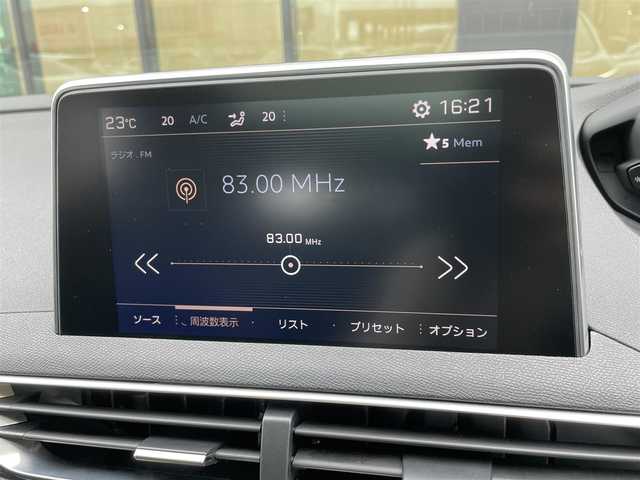 23°C 20 A/C 20 16:21
ラジオ . FM 5 Mem
83.00 MHz
83.00 MHz
ソース 周波数表示 リスト プリセット オプション